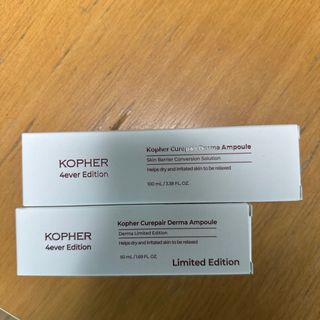 KOPHER
4ever Edition
Kopher Curepair Derma Ampoule
Skin Barrier Conversion Solution
Helps dry and irritated skin to be relaxed
100 mL / 3.38 FL.OZ.
KOPHER
4ever Edition
Kopher Curepair Derma Ampoule
Derma Limited Edition
Helps dry and irritated skin to be relaxed
50 mL / 1.69 FL.OZ.
Limited Edition